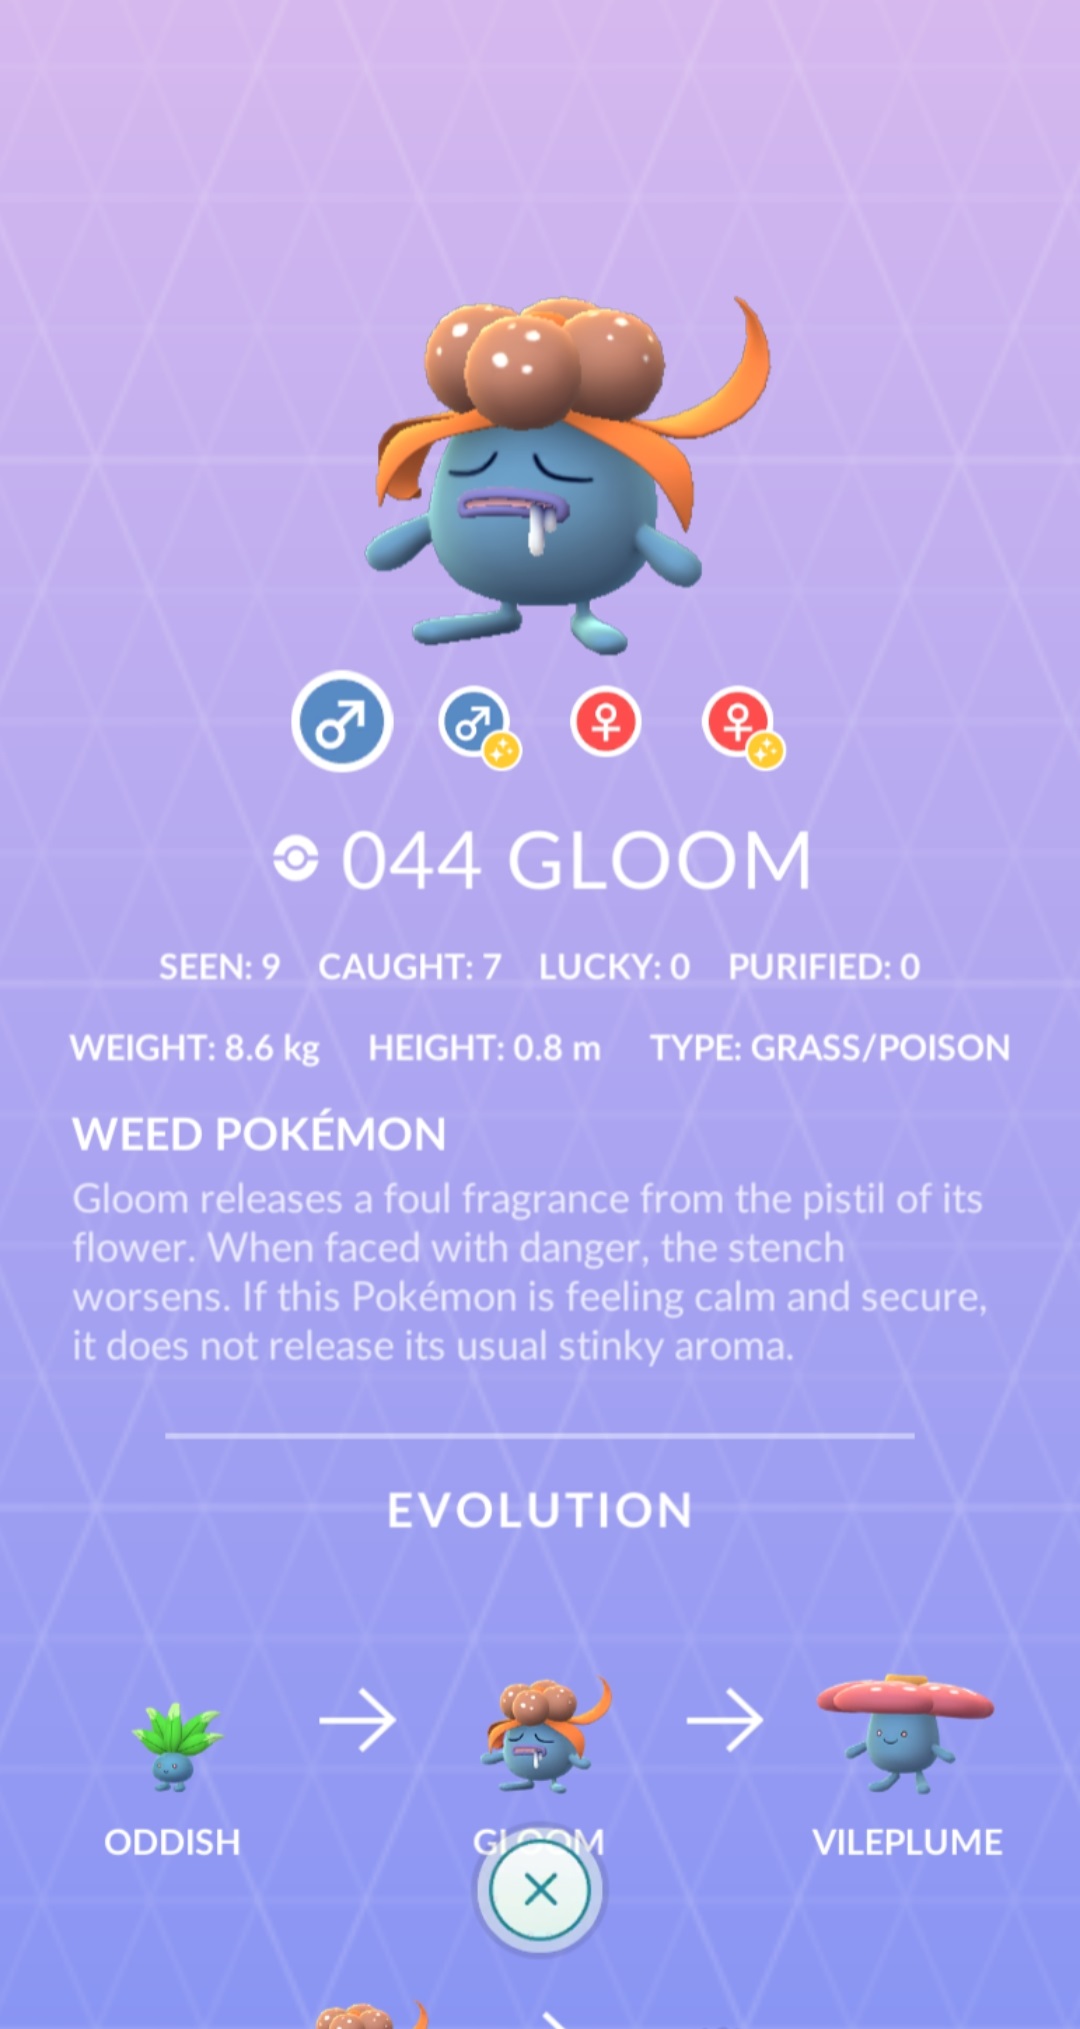 044 GLOOM
SEEN: 9 CAUGHT: 7 LUCKY: 0 PURIFIED: 0
WEIGHT: 8.6 kg HEIGHT: 0.8 m TYPE: GRASS/POISON
WEED POKÉMON
Gloom releases a foul fragrance from the pistil of its
flower. When faced with danger, the stench
worsens. If this Pokémon is feeling calm and secure,
it does not release its usual stinky aroma.
EVOLUTION
ODDISH GLOOM VILEPLUME